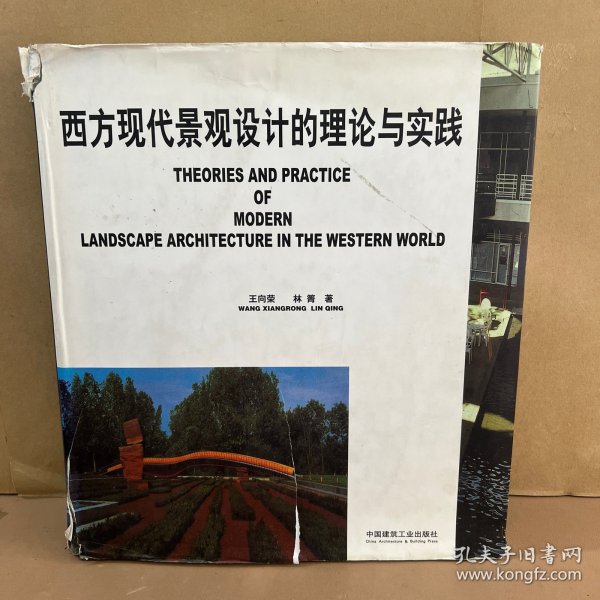 西方现代景观设计的理论与实践
THEORIES AND PRACTICE
OF
MODERN
LANDSCAPE ARCHITECTURE IN THE WESTERN WORLD
王向荣 林箐 著
WANG XIANGRONG LIN QING
中国建筑工业出版社
China Architecture & Building Press
孔夫子旧书网
www.kongfz.com